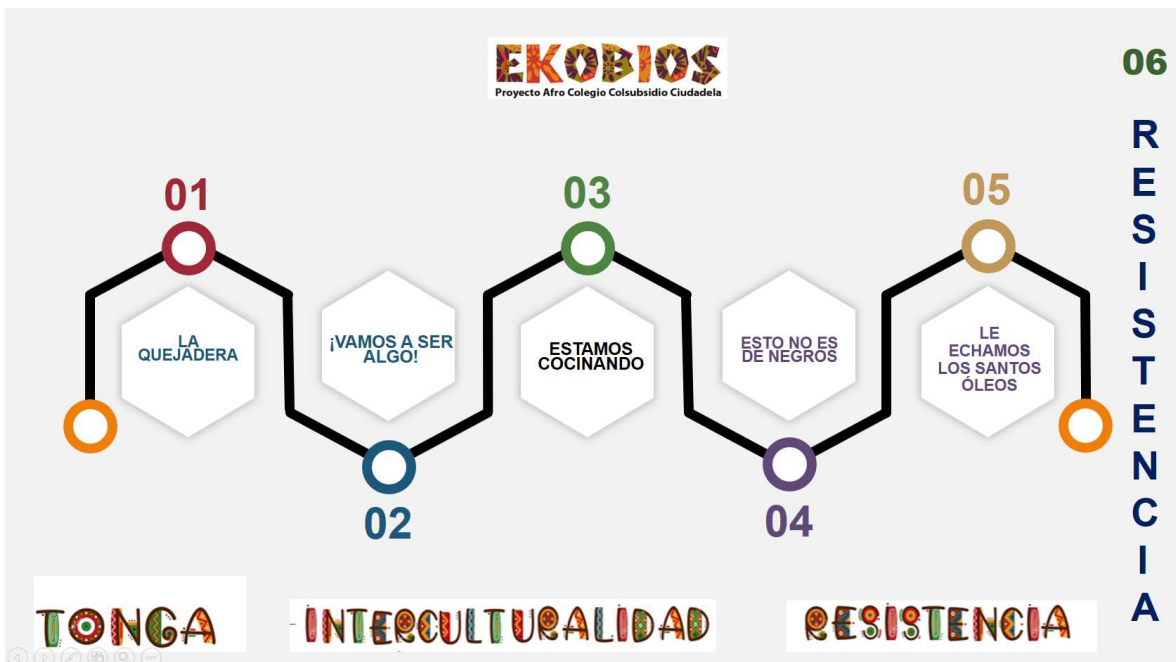 EKOBIOS
Proyecto Afro Colegio Colsubsidio Ciudadela
06
RESISTENCIA
01
03
05
LA
QUEJADERA
¡VAMOS A SER
ALGO!
ESTAMOS
COCINANDO
ESTO NO ES
DE NEGROS
LE
ECHAMOS
LOS SANTOS
ÓLEOS
02
04
TONGA
- INTERCULTURALIDAD
RESISTENCIA